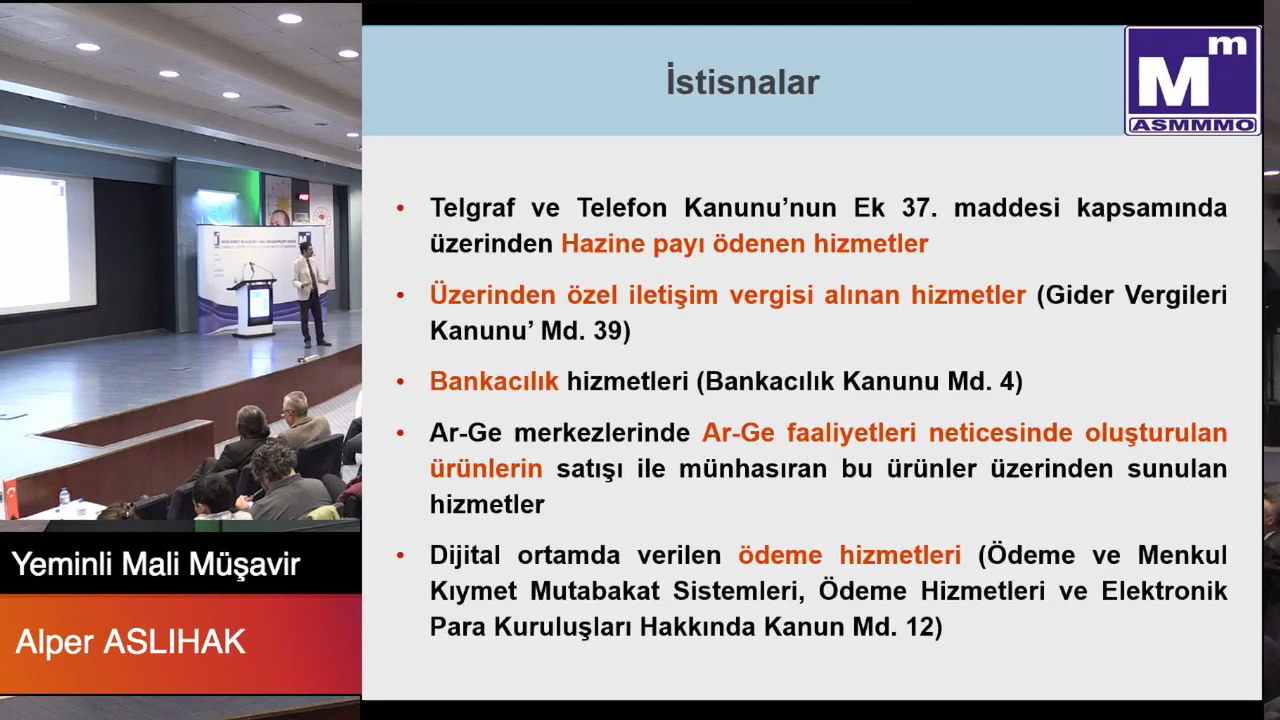 İstisnalar
m
M
ASMMMO
• Telgraf ve Telefon Kanunu’nun Ek 37. maddesi kapsamında
üzerinden Hazine payı ödenen hizmetler
• Üzerinden özel iletişim vergisi alınan hizmetler (Gider Vergileri
Kanunu’ Md. 39)
• Bankacılık hizmetleri (Bankacılık Kanunu Md. 4)
• Ar-Ge merkezlerinde Ar-Ge faaliyetleri neticesinde oluşturulan
ürünlerin satışı ile münhasıran bu ürünler üzerinden sunulan
hizmetler
• Dijital ortamda verilen ödeme hizmetleri (Ödeme ve Menkul
Kıymet Mutabakat Sistemleri, Ödeme Hizmetleri ve Elektronik
Para Kuruluşları Hakkında Kanun Md. 12)
Yeminli Mali Müşavir
Alper ASLIHAK